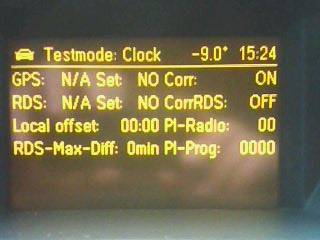 Testmode: Clock -9.0° 15:24
GPS: N/A Set: NO Corr: ON
RDS: N/A Set: NO CorrRDS: OFF
Local offset: 00:00 PI-Radio: 00
RDS-Max-Diff: 0min PI-Prog: 0000